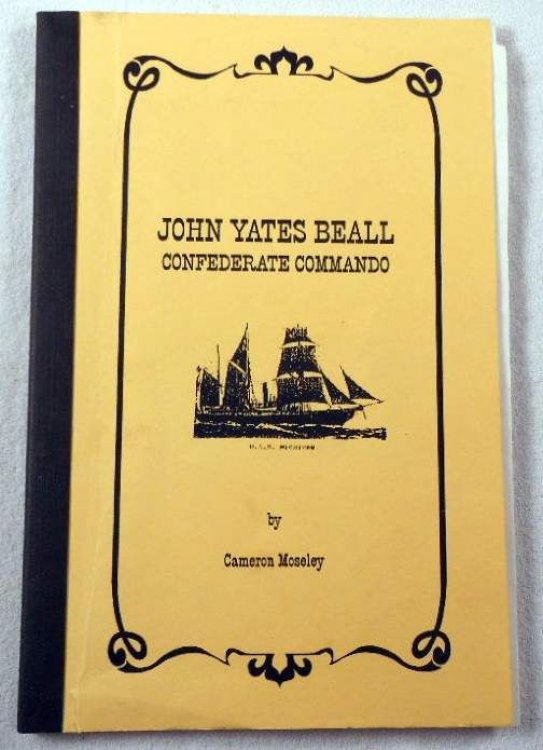 JOHN YATES BEALL
CONFEDERATE COMMANDO
by
Cameron Moseley